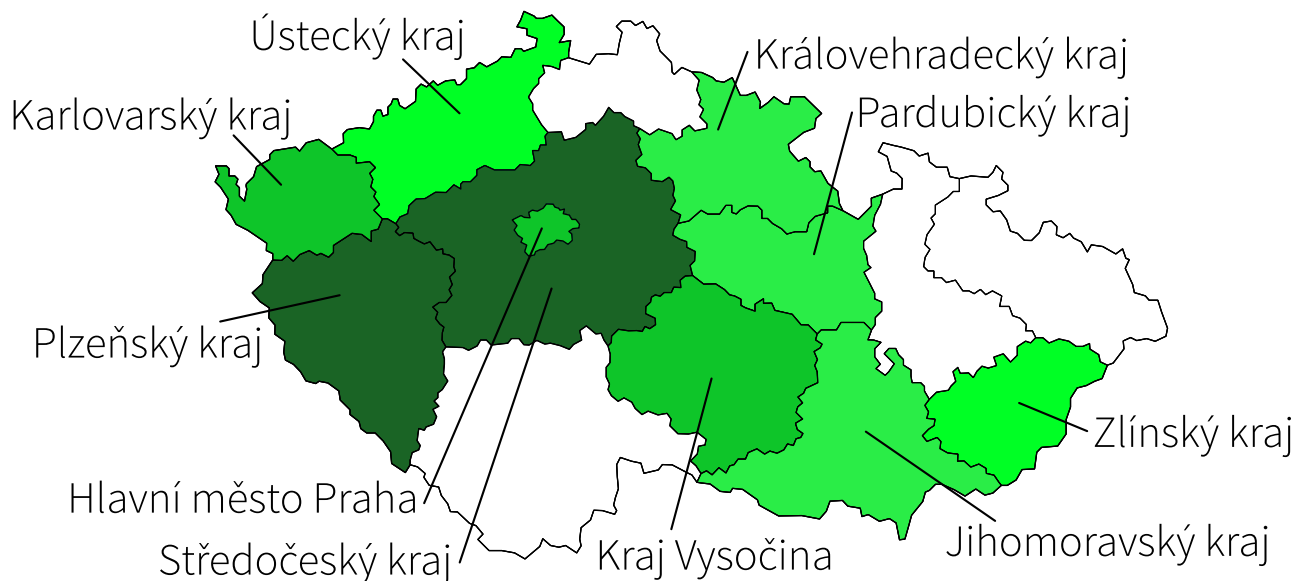 Ústecký kraj
Královehradecký kraj
Karlovarský kraj
Pardubický kraj
Plzeňský kraj
Zlínský kraj
Hlavní město Praha
Středočeský kraj
Kraj Vysočina
Jihomoravský kraj